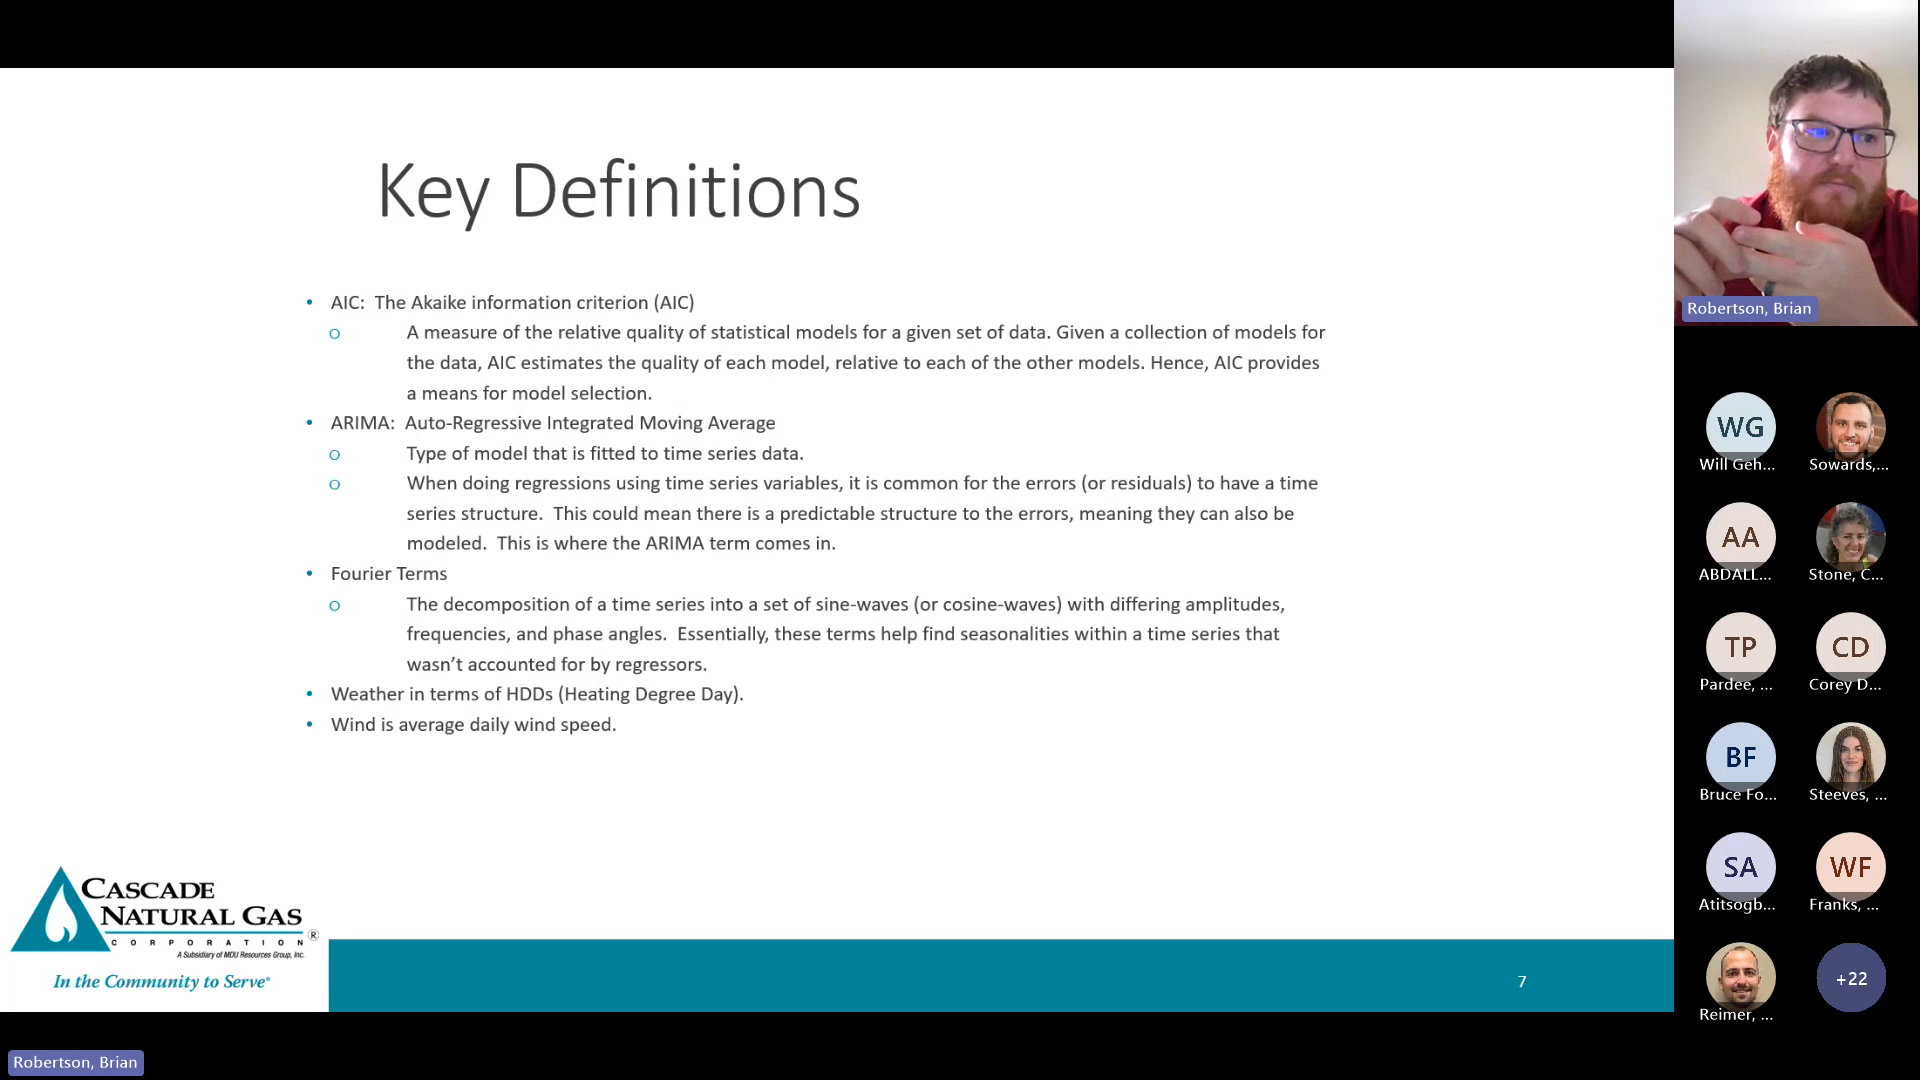 Key Definitions
• AIC:  The Akaike information criterion (AIC)
o A measure of the relative quality of statistical models for a given set of data. Given a collection of models for
the data, AIC estimates the quality of each model, relative to each of the other models. Hence, AIC provides
a means for model selection.
• ARIMA:  Auto-Regressive Integrated Moving Average
o Type of model that is fitted to time series data.
o When doing regressions using time series variables, it is common for the errors (or residuals) to have a time
series structure.  This could mean there is a predictable structure to the errors, meaning they can also be
modeled.  This is where the ARIMA term comes in.
• Fourier Terms
o The decomposition of a time series into a set of sine-waves (or cosine-waves) with differing amplitudes,
frequencies, and phase angles.  Essentially, these terms help find seasonalities within a time series that
wasn't accounted for by regressors.
• Weather in terms of HDDs (Heating Degree Day).
• Wind is average daily wind speed.
CASCADE
NATURAL GAS
CORPORATION ®
A Subsidiary of MDU Resources Group, Inc.
In the Community to Serve®
7
Robertson, Brian
Robertson, Brian
WG
Will Geh...
Sowards,...
AA
ABDALL...
Stone, C...
TP
Pardee, ...
CD
Corey D...
BF
Bruce Fo...
Steeves, ...
SA
Atitsogb...
WF
Franks, ...
Reimer, ...
+22